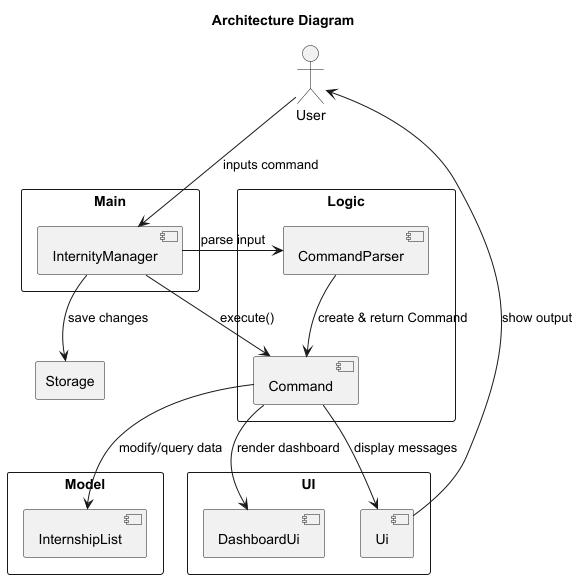 Architecture Diagram
User
inputs command
Main
Logic
InternityManager
parse input
CommandParser
save changes
execute()
create & return Command
show output
Storage
Command
modify/query data
render dashboard
display messages
Model
UI
InternshipList
DashboardUi
Ui